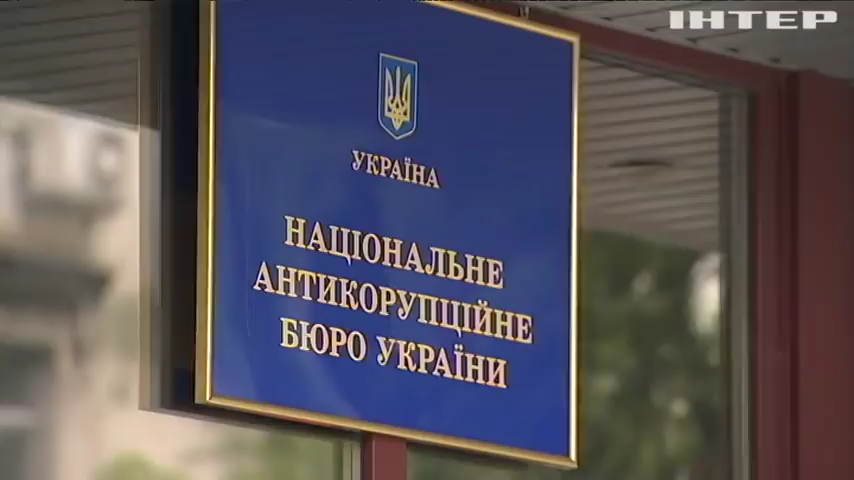 ІНТЕР
УКРАЇНА
НАЦІОНАЛЬНЕ
АНТИКОРУПЦІЙНЕ
БЮРО УКРАЇНИ